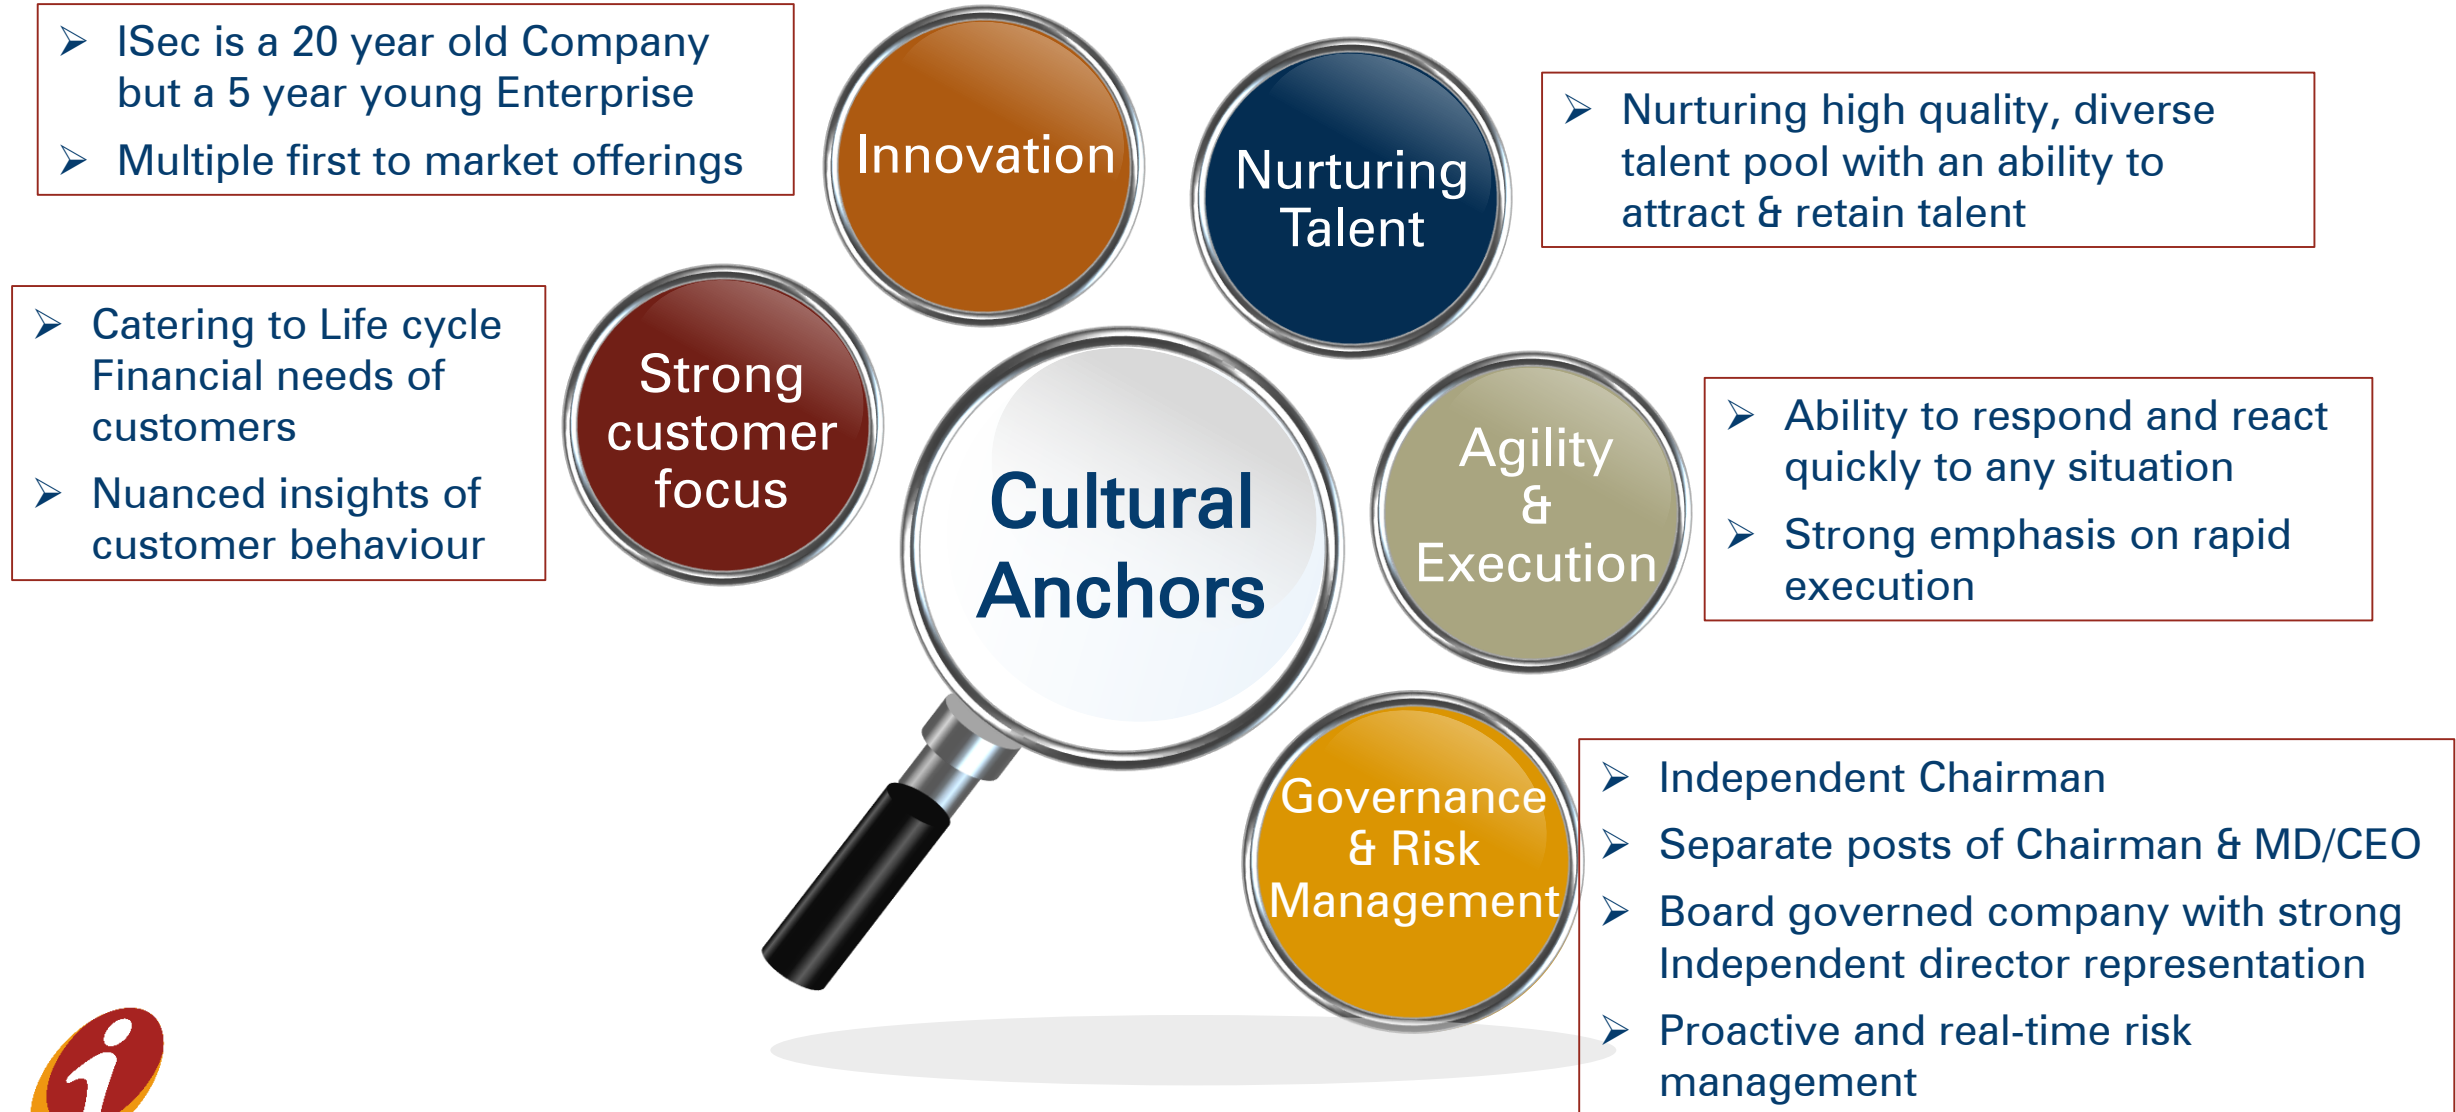 ➢ ISec is a 20 year old Company
but a 5 year young Enterprise
➢ Multiple first to market offerings
Innovation
Nurturing
Talent
➢ Nurturing high quality, diverse
talent pool with an ability to
attract & retain talent
➢ Catering to Life cycle
Financial needs of
customers
➢ Nuanced insights of
customer behaviour
Strong
customer
focus
Cultural
Anchors
Agility
&
Execution
➢ Ability to respond and react
quickly to any situation
➢ Strong emphasis on rapid
execution
Governance
& Risk
Management
➢ Independent Chairman
➢ Separate posts of Chairman & MD/CEO
➢ Board governed company with strong
Independent director representation
➢ Proactive and real-time risk
management